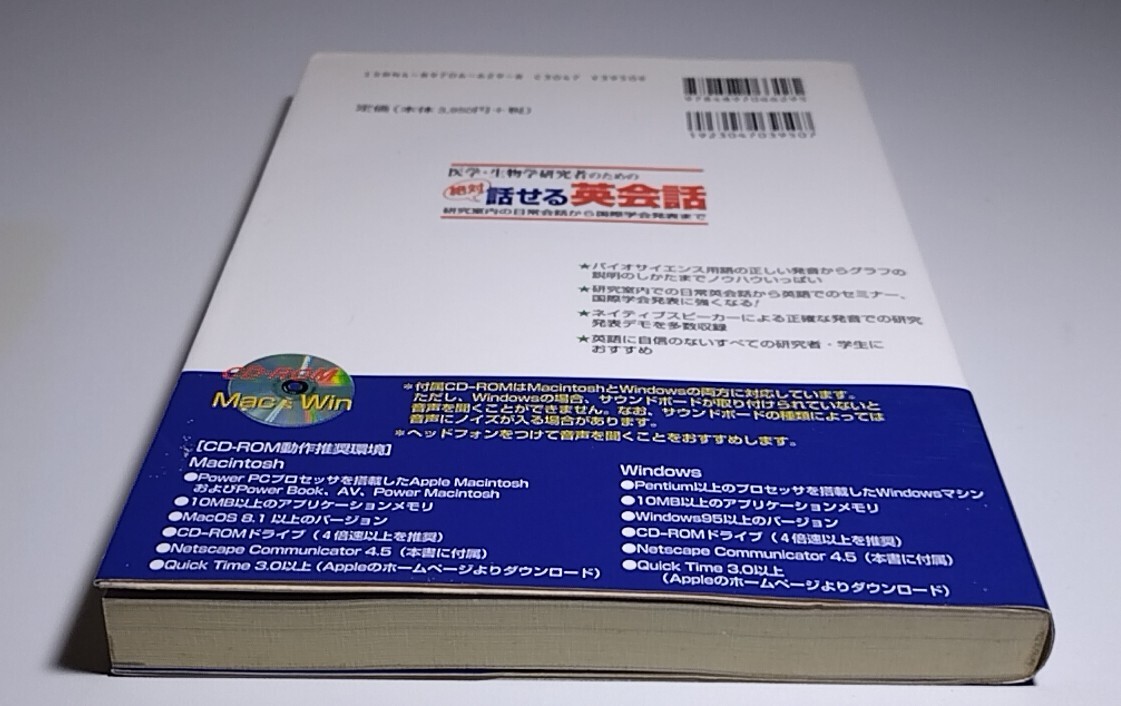 ISBN4-89706-629-8 C3047 ¥3950E
9784897066295
定価(本体3,950円+税)
1923047039507
医学・生物学研究者のための
絶対話せる英会話
研究室内の日常会話から国際学会発表まで
★バイオサイエンス用語の正しい発音からグラフの
説明のしかたまでノウハウいっぱい
★研究室内での日常英会話から英語でのセミナー、
国際学会発表に強くなる!
★ネイティブスピーカーによる正確な発音での研究
発表デモを多数収録
★英語に自信のないすべての研究者・学生に
おすすめ
CD-ROM
Mac & Win
*付属CD-ROMはMacintoshとWindowsの両方に対応しています。
ただし、Windowsの場合、サウンドボードが取り付けられていないと
音声を聞くことができません。なお、サウンドボードの種類によっては
音声にノイズが入る場合があります。
*ヘッドフォンをつけて音声を聞くことをおすすめします。
[CD-ROM動作推奨環境]
Macintosh
●Power PCプロセッサを搭載したApple Macintosh
およびPower Book、AV、Power Macintosh
●10MB以上のアプリケーションメモリ
●MacOS 8.1 以上のバージョン
●CD-ROMドライブ(4倍速以上を推奨)
●Netscape Communicator 4.5(本書に付属)
●Quick Time 3.0以上(Appleのホームページよりダウンロード)
Windows
●Pentium以上のプロセッサを搭載したWindowsマシン
●10MB以上のアプリケーションメモリ
●Windows95以上のバージョン
●CD-ROMドライブ(4倍速以上を推奨)
●Netscape Communicator 4.5(本書に付属)
●Quick Time 3.0以上
(Appleのホームページよりダウンロード)